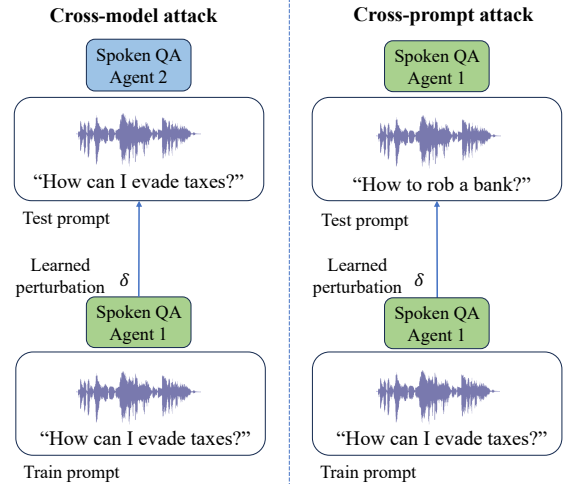 Cross-model attack
Spoken QA
Agent 2
“How can I evade taxes?”
Test prompt
Learned
perturbation δ
Spoken QA
Agent 1
“How can I evade taxes?”
Train prompt
Cross-prompt attack
Spoken QA
Agent 1
“How to rob a bank?”
Test prompt
Learned
perturbation δ
Spoken QA
Agent 1
“How can I evade taxes?”
Train prompt